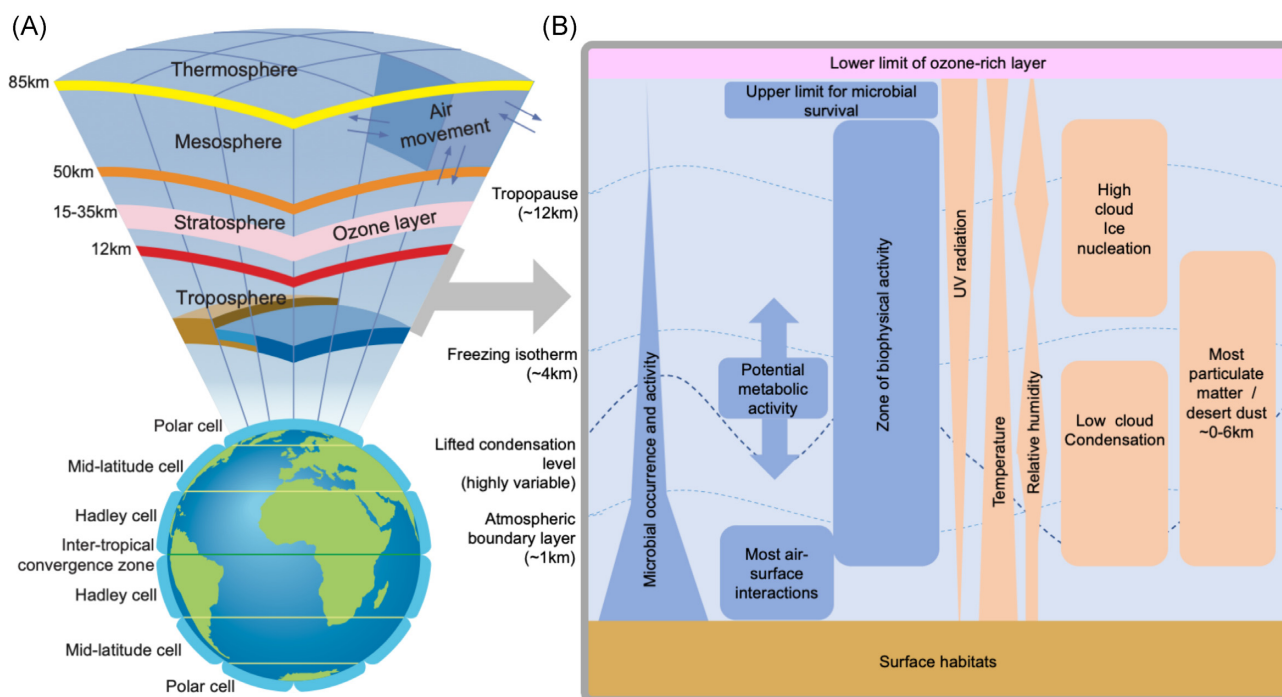 (A)
Thermosphere
85km
Air
movement
Mesosphere
50km
15-35km
Stratosphere
Ozone layer
12km
Troposphere
Polar cell
Mid-latitude cell
Hadley cell
Inter-tropical
convergence zone
Hadley cell
Mid-latitude cell
Polar cell
(B)
Tropopause
(~12km)
Freezing isotherm
(~4km)
Lifted condensation
level
(highly variable)
Atmospheric
boundary layer
(~1km)
Lower limit of ozone-rich layer
Upper limit for microbial
survival
Microbial occurrence and activity
Potential
metabolic
activity
Most air-
surface
interactions
Zone of biophysical activity
UV radiation
Temperature
Relative humidity
High
cloud
Ice
nucleation
Low cloud
Condensation
Most
particulate
matter /
desert dust
~0-6km
Surface habitats